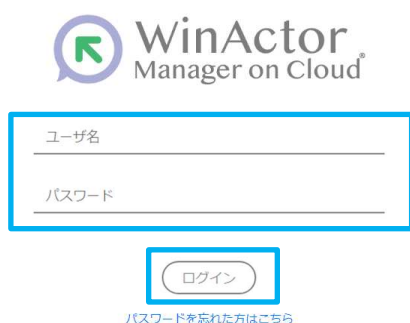 WinActor
Manager on Cloud®
ユーザ名
パスワード
ログイン
パスワードを忘れた方はこちら